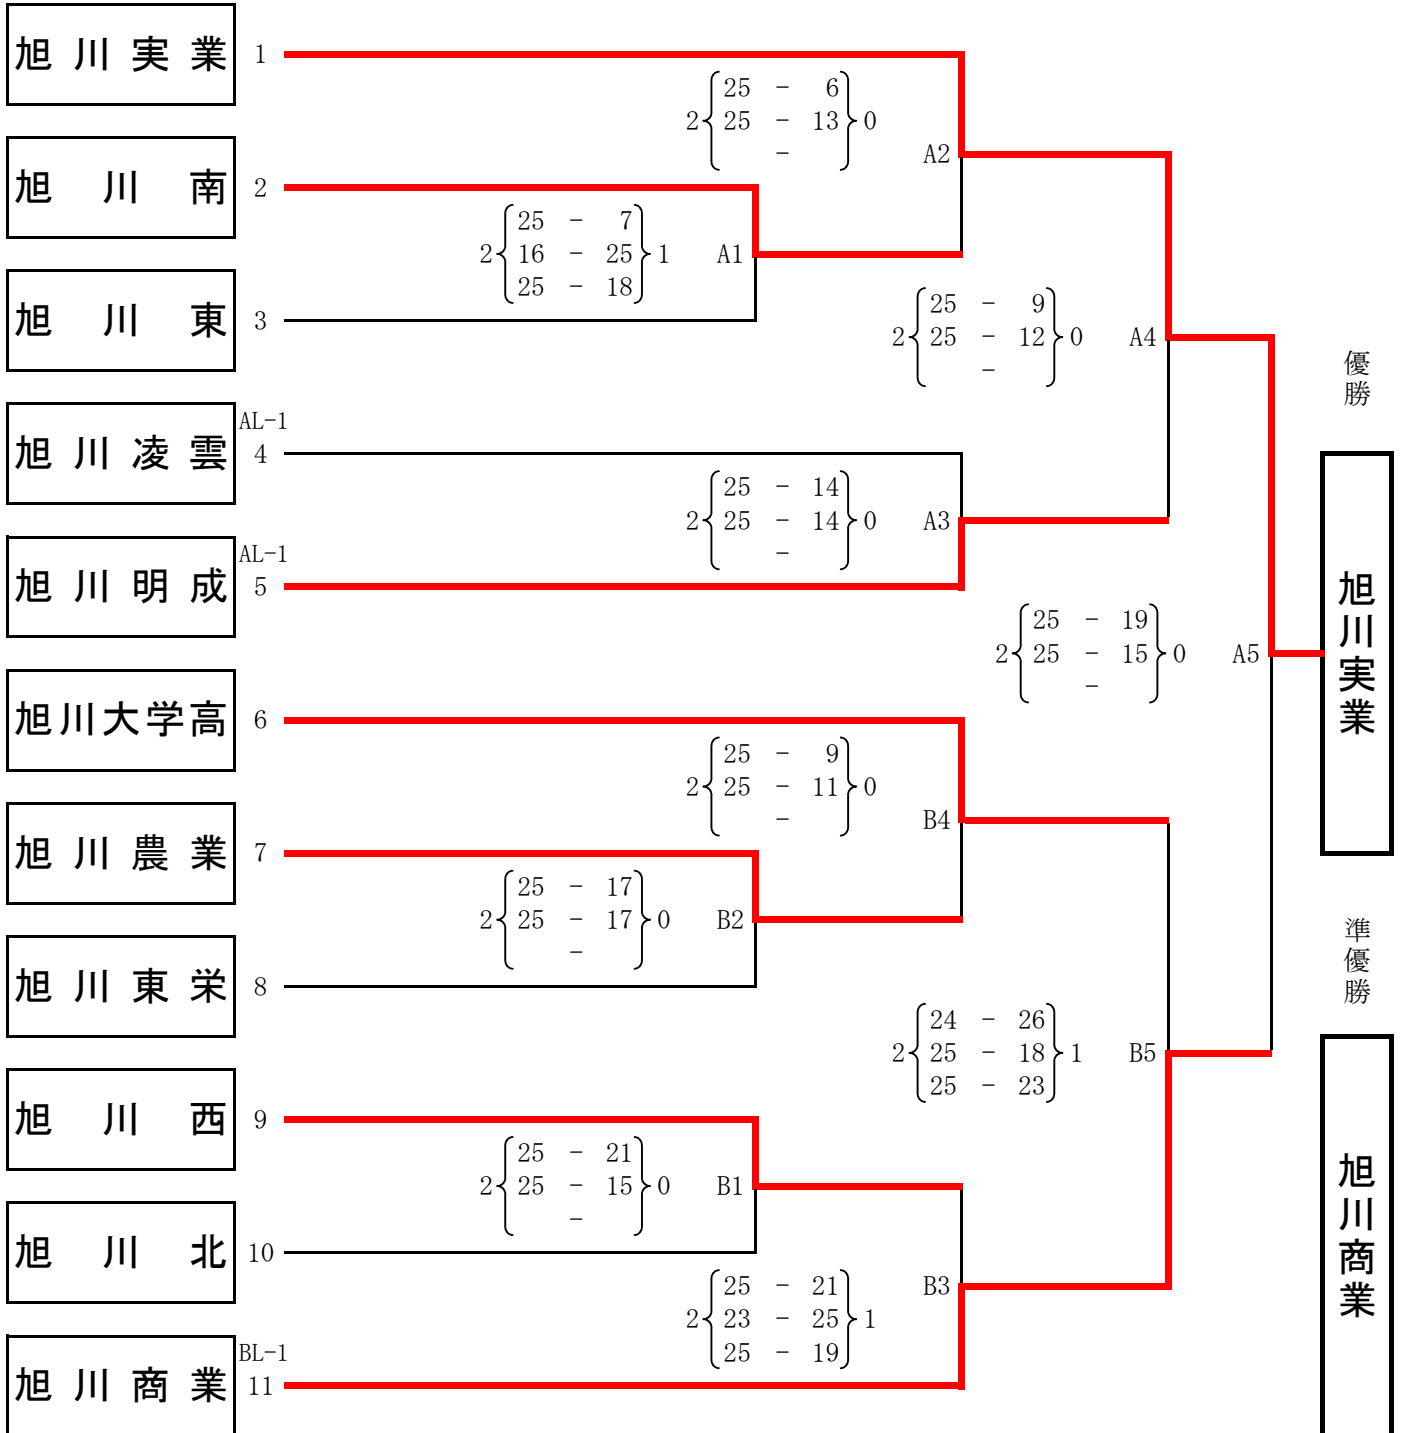 旭川実業 1
25 - 6
2 25 - 13 0
-
A2
旭川南 2
25 - 7
2 16 - 25 1
25 - 18
A1
旭川東 3
25 - 9
2 25 - 12 0
-
A4
優勝
旭川実業
AL-1
旭川凌雲 4
25 - 14
2 25 - 14 0
-
A3
AL-1
旭川明成 5
25 - 19
2 25 - 15 0
-
A5
旭川大学高 6
25 - 9
2 25 - 11 0
-
B4
旭川農業 7
25 - 17
2 25 - 17 0
-
B2
旭川東栄 8
準優勝
旭川商業
24 - 26
2 25 - 18 1
25 - 23
B5
旭川西 9
25 - 21
2 25 - 15 0
-
B1
旭川北 10
25 - 21
2 23 - 25 1
25 - 19
B3
BL-1
旭川商業 11